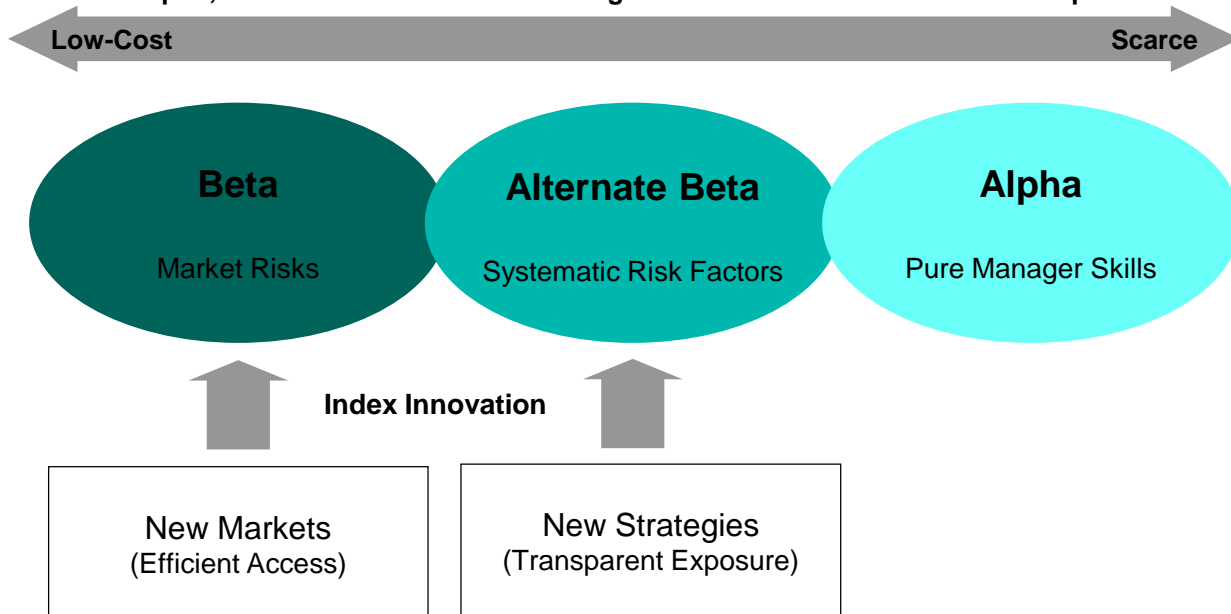 Low-Cost Scarce
Beta Alternate Beta Alpha
Market Risks Systematic Risk Factors Pure Manager Skills
Index Innovation
New Markets
(Efficient Access)
New Strategies
(Transparent Exposure)